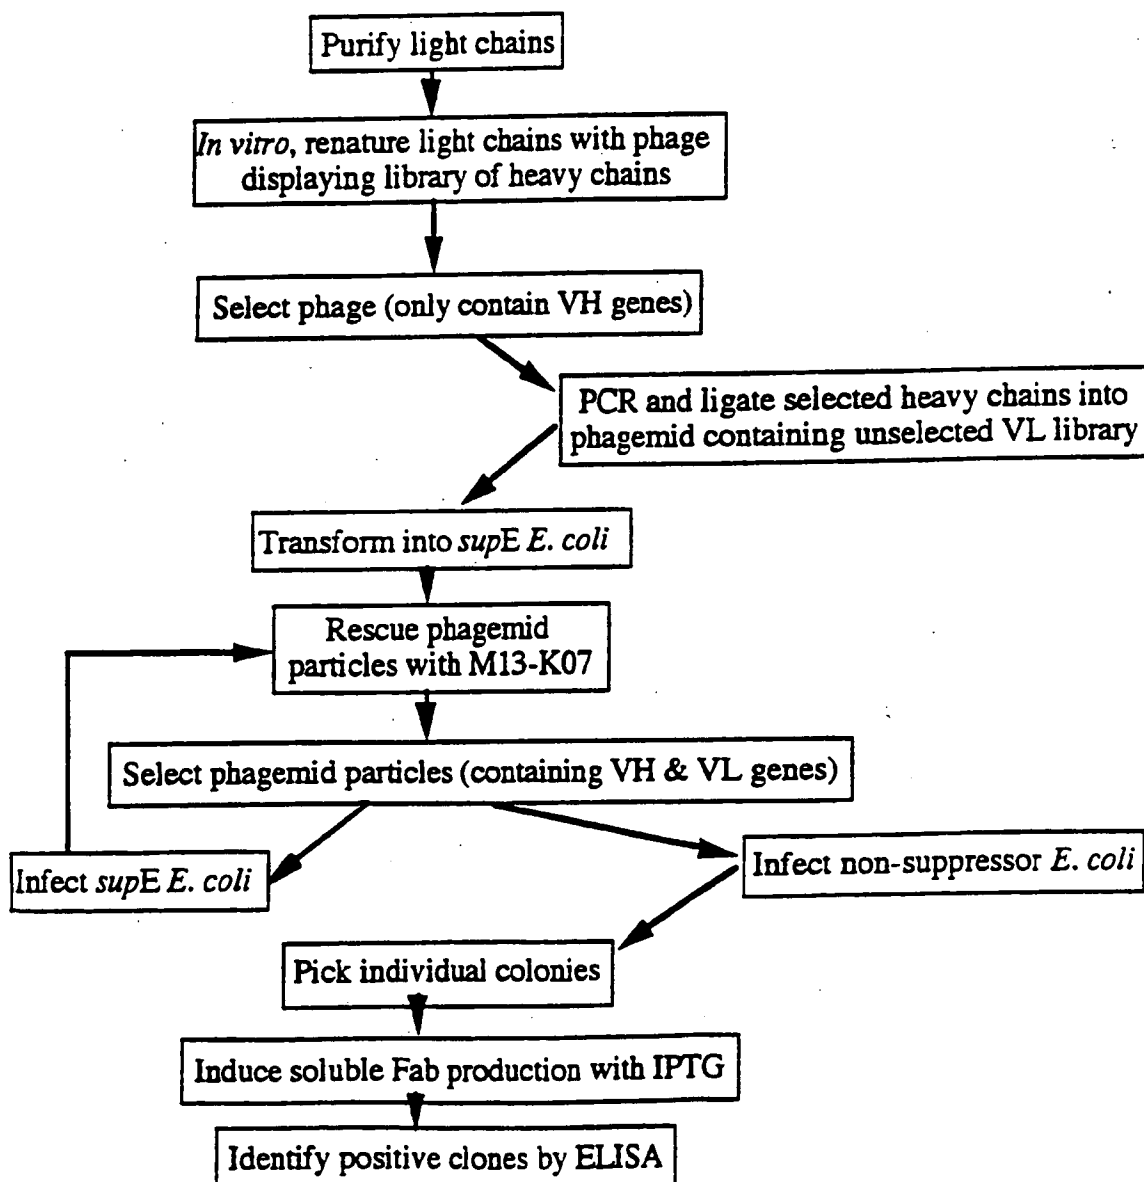 Purify light chains
In vitro, renature light chains with phage
displaying library of heavy chains
Select phage (only contain VH genes)
PCR and ligate selected heavy chains into
phagemid containing unselected VL library
Transform into supE E. coli
Rescue phagemid
particles with M13-K07
Select phagemid particles (containing VH & VL genes)
Infect supE E. coli
Infect non-suppressor E. coli
Pick individual colonies
Induce soluble Fab production with IPTG
Identify positive clones by ELISA